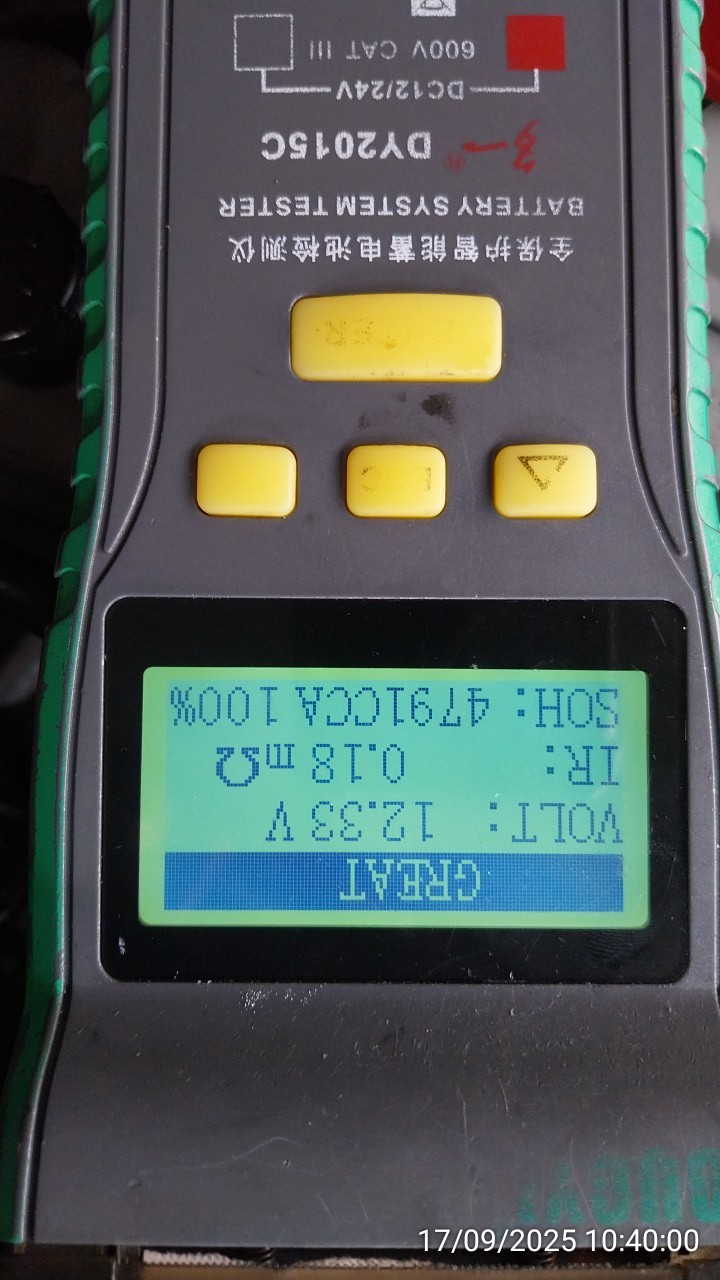 GREAT
VOLT: 12.33 V
IR: 0.18 mΩ
SOH: 4791CCA 100%
全保护智能蓄电池检测仪
BATTERY SYSTEM TESTER
DY2015C
DC12/24V
600V CAT III
17/09/2025 10:40:00